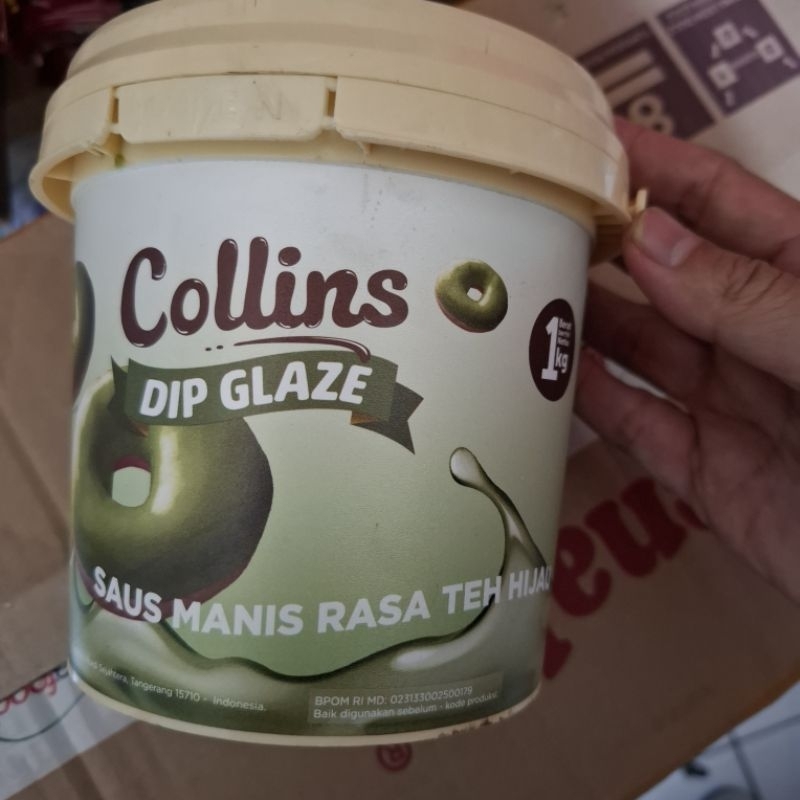 Collins
DIP GLAZE
1
kg
SAUS MANIS RASA TEH HIJAU
Tangerang 15710 - Indonesia.
BPOM RI MD. 023133002500179
Baik digunakan sebelum - kode produksi: